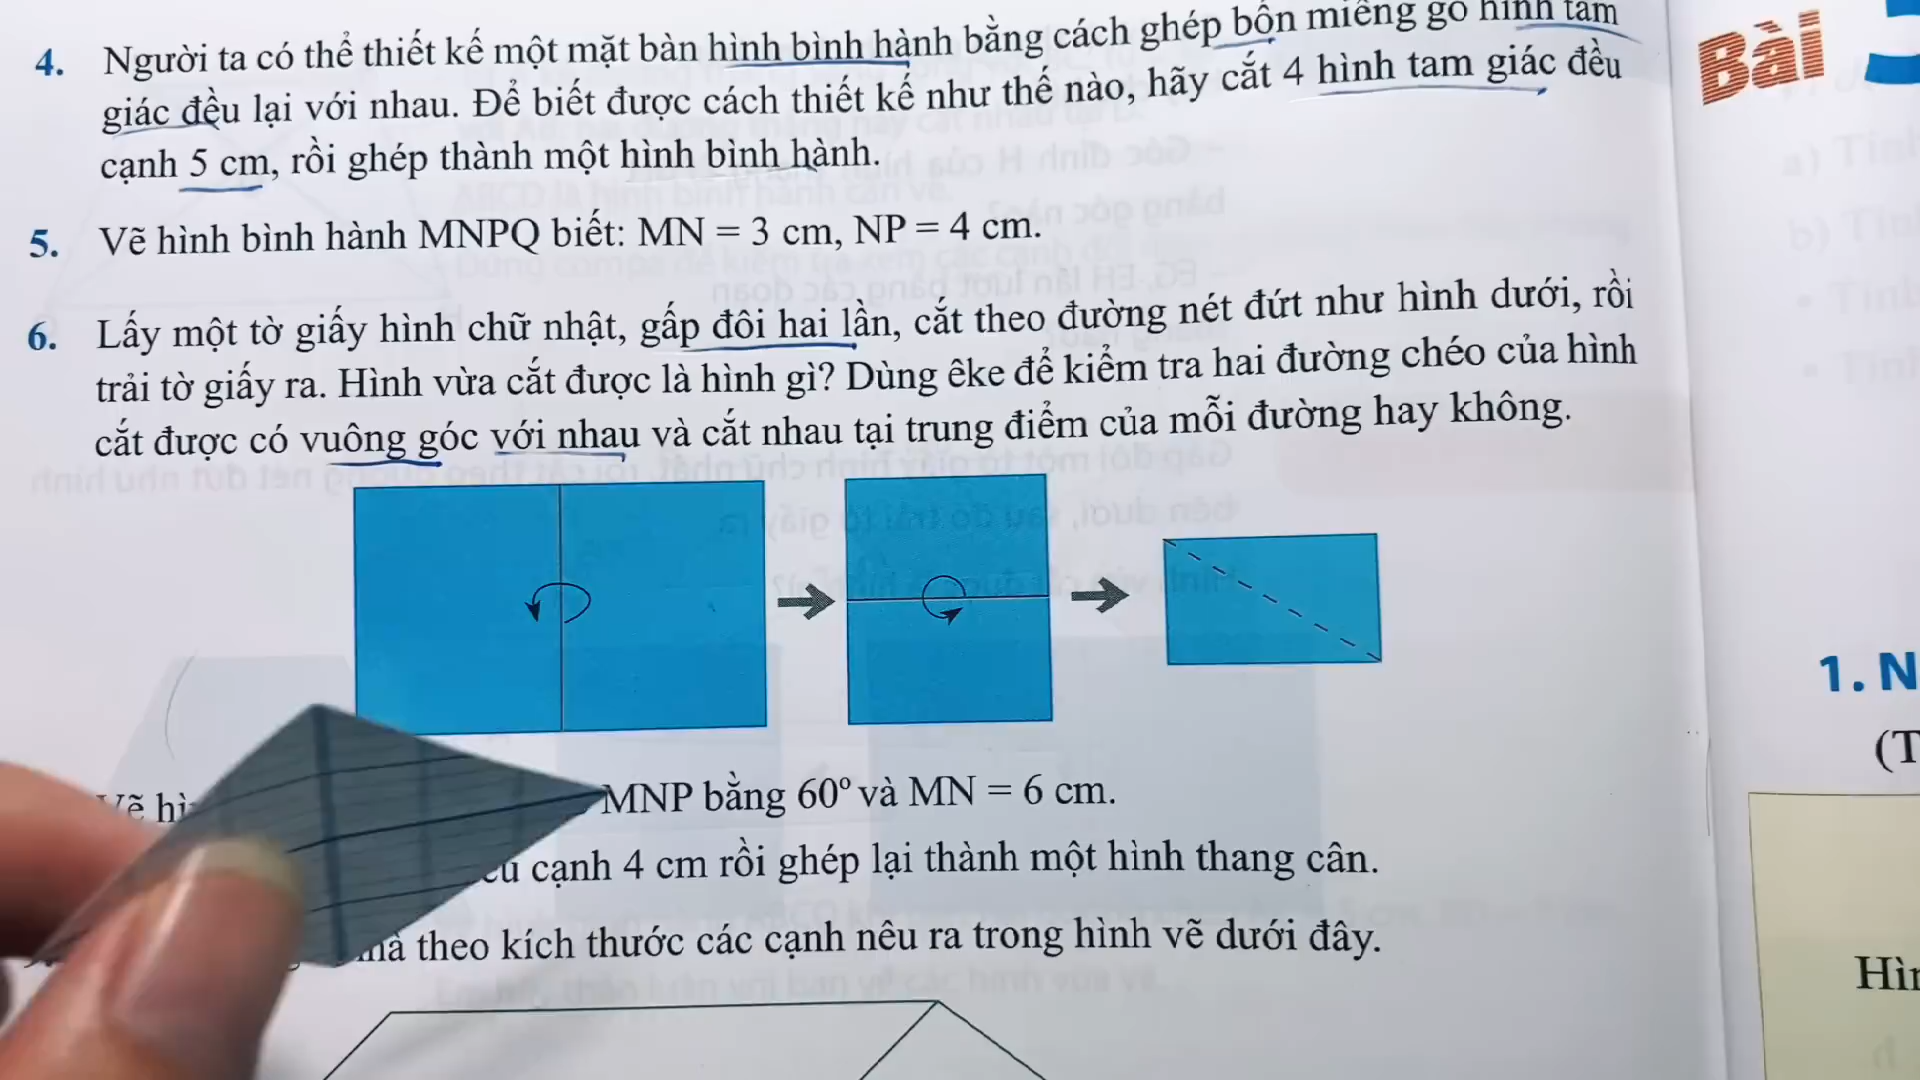 4. Người ta có thể thiết kế một mặt bàn hình bình hành bằng cách ghép bốn miếng gỗ hình tam
giác đều lại với nhau. Để biết được cách thiết kế như thế nào, hãy cắt 4 hình tam giác đều
cạnh 5 cm, rồi ghép thành một hình bình hành.
5. Vẽ hình bình hành MNPQ biết: MN = 3 cm, NP = 4 cm.
6. Lấy một tờ giấy hình chữ nhật, gấp đôi hai lần, cắt theo đường nét đứt như hình dưới, rồi
trải tờ giấy ra. Hình vừa cắt được là hình gì? Dùng êke để kiểm tra hai đường chéo của hình
cắt được có vuông góc với nhau và cắt nhau tại trung điểm của mỗi đường hay không.
Vẽ MNP bằng 60º và MN = 6 cm.
cạnh 4 cm rồi ghép lại thành một hình thang cân.
theo kích thước các cạnh nêu ra trong hình vẽ dưới đây.
Bài
1. N
(T